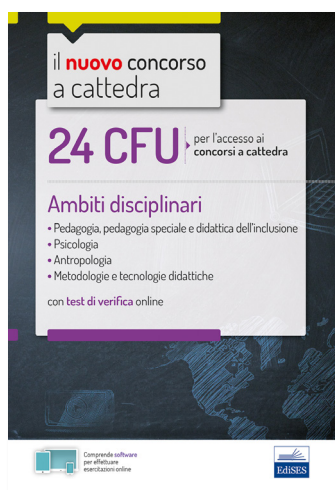 il nuovo concorso
a cattedra
24 CFU
per l'accesso ai
concorsi a cattedra
Ambiti disciplinari
• Pedagogia, pedagogia speciale e didattica dell'inclusione
• Psicologia
• Antropologia
• Metodologie e tecnologie didattiche
con test di verifica online
Comprende software
per effettuare
esercitazioni online
EdiSES